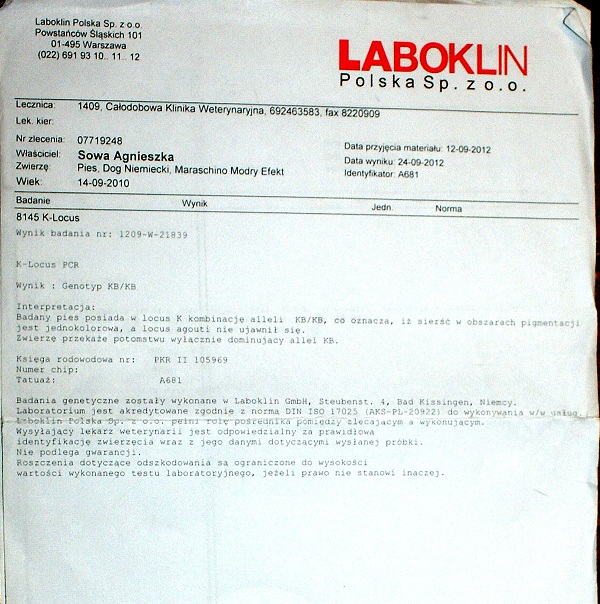 Laboklin Polska Sp. z o.o.
Powstańców Śląskich 101
01-495 Warszawa
(022) 691 93 10.. 11.. 12
LABOKLIN
Polska Sp. z o.o.
Lecznica: 1409, Całodobowa Klinika Weterynaryjna, 692463583, fax 8220909
Lek. kier:
Nr zlecenia: 07719248 Data przyjęcia materiału: 12-09-2012
Właściciel: Sowa Agnieszka Data wyniku: 24-09-2012
Zwierzę: Pies, Dog Niemiecki, Maraschino Modry Efekt Identyfikator: A681
Wiek: 14-09-2010
Badanie Wynik Jedn. Norma
8145 K-Locus
Wynik badania nr: 1209-W-21839
K-Locus PCR
Wynik : Genotyp KB/KB
Interpretacja:
Badany pies posiada w locus K kombinację alleli KB/KB, co oznacza, iż sierść w obszarach pigmentacji
jest jednokolorowa, a locus agouti nie ujawnił się.
Zwierzę przekaże potomstwu wyłącznie dominujący allel KB.
Księga rodowodowa nr: PKR II 105969
Numer chip:
Tatuaż: A681
Badania genetyczne zostały wykonane w Laboklin GmbH, Steubenst. 4, Bad Kissingen, Niemcy.
Laboratorium jest akredytowane zgodnie z normą DIN ISO 17025 (AKS-PL-20922) do wykonywania w/w usług.
Laboklin Polska Sp. z o.o. pełni rolę pośrednika pomiędzy zlecającym a wykonującym.
Wysyłający lekarz weterynarii jest odpowiedzialny za prawidłową
identyfikację zwierzęcia wraz z jego danymi dotyczącymi wysłanej próbki.
Nie podlega gwarancji.
Roszczenia dotyczące odszkodowania są ograniczone do wysokości
wartości wykonanego testu laboratoryjnego, jeżeli prawo nie stanowi inaczej.